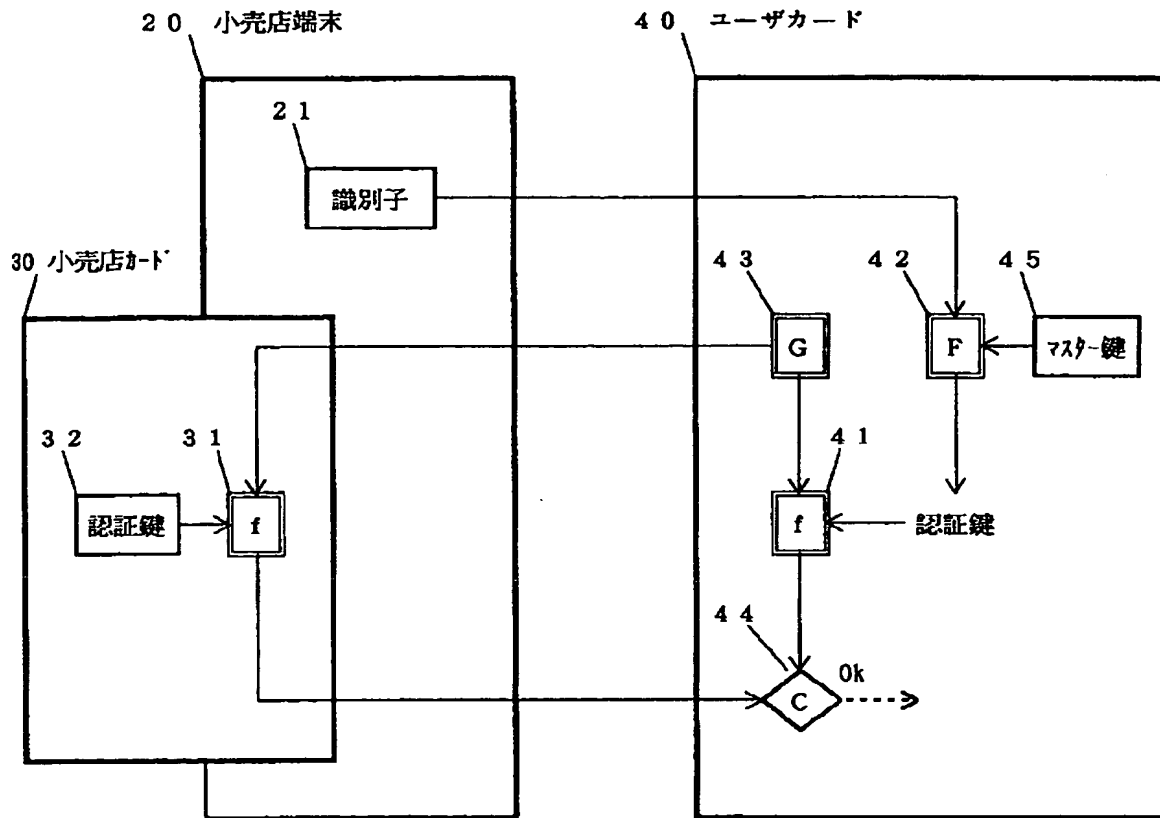 20 小売店端末
40 ユーザカード
21
識別子
30 小売店ｶｰﾄﾞ
43
42
45
G
F
ﾏｽﾀｰ鍵
32
31
41
認証鍵
f
f
認証鍵
44
C
Ok